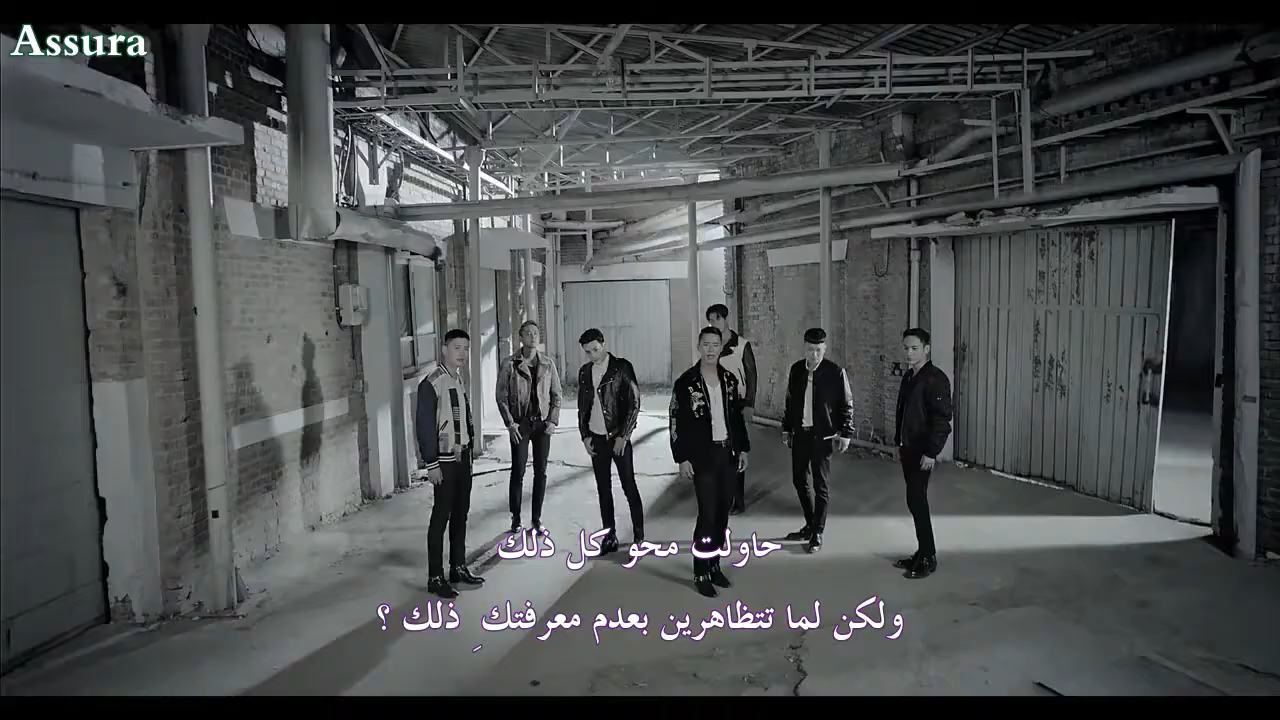 Assura
حاولت محو كل ذلك
ولكن لما تتظاهرين بعدم معرفتكِ ذلك ؟